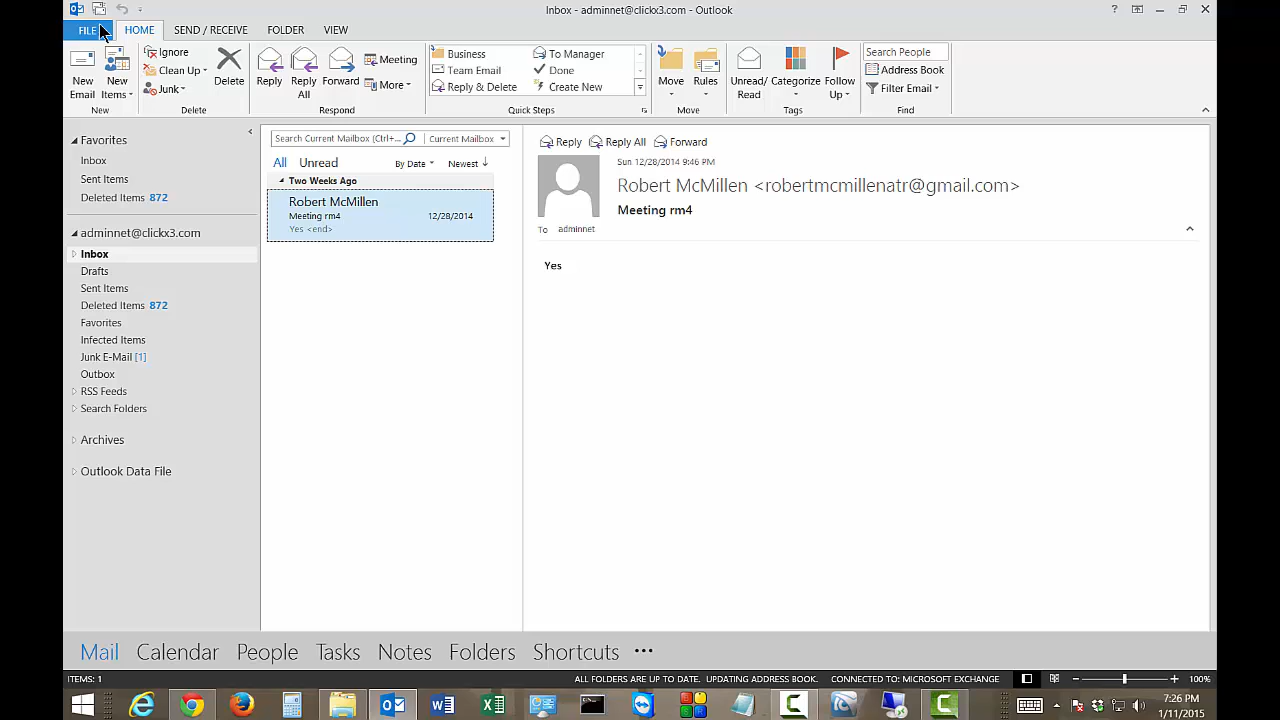 Inbox - adminnet@clickx3.com - Outlook
FILE HOME SEND / RECEIVE FOLDER VIEW
New Email
New Items
New
Ignore
Clean Up
Junk
Delete
Delete
Reply
Reply All
Forward
Meeting
More
Respond
Business
Team Email
Reply & Delete
To Manager
Done
Create New
Quick Steps
Move
Rules
Move
Unread/ Read
Categorize
Follow Up
Tags
Search People
Address Book
Filter Email
Find
Favorites
Inbox
Sent Items
Deleted Items 872
adminnet@clickx3.com
Inbox
Drafts
Sent Items
Deleted Items 872
Favorites
Infected Items
Junk E-Mail [1]
Outbox
RSS Feeds
Search Folders
Archives
Outlook Data File
Search Current Mailbox (Ctrl+... Current Mailbox
All Unread By Date Newest
Two Weeks Ago
Robert McMillen
Meeting rm4 12/28/2014
Yes <end>
Reply Reply All Forward
Sun 12/28/2014 9:46 PM
Robert McMillen <robertmcmillenatr@gmail.com>
Meeting rm4
To adminnet
Yes
Mail Calendar People Tasks Notes Folders Shortcuts •••
ITEMS: 1 ALL FOLDERS ARE UP TO DATE. UPDATING ADDRESS BOOK. CONNECTED TO: MICROSOFT EXCHANGE 100%
7:26 PM
1/11/2015